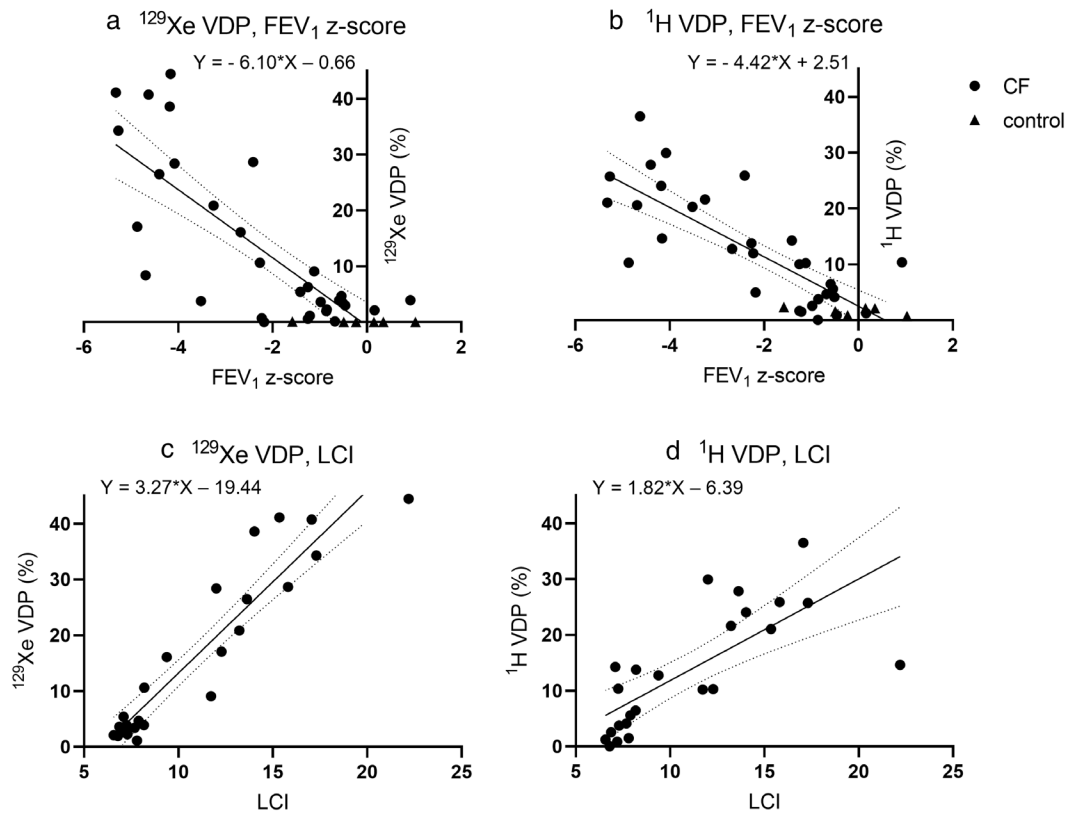 a ¹²⁹Xe VDP, FEV₁ z-score
Y = - 6.10*X – 0.66
40
30
20
10
¹²⁹Xe VDP (%)
-6 -4 -2 0 2
FEV₁ z-score
b ¹H VDP, FEV₁ z-score
Y = - 4.42*X + 2.51
40
30
20
10
¹H VDP (%)
-6 -4 -2 0 2
FEV₁ z-score
CF
control
c ¹²⁹Xe VDP, LCI
Y = 3.27*X – 19.44
40
30
20
10
0
¹²⁹Xe VDP (%)
5 10 15 20 25
LCI
d ¹H VDP, LCI
Y = 1.82*X – 6.39
40
30
20
10
0
¹H VDP (%)
5 10 15 20 25
LCI